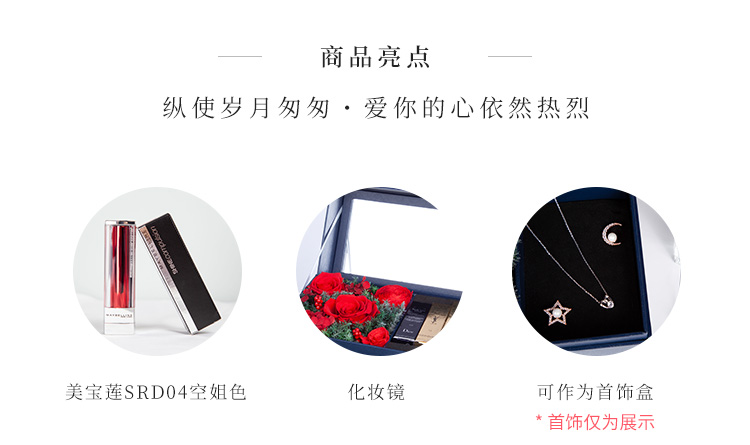 商品亮点
纵使岁月匆匆·爱你的心依然热烈
SHINEcompulsion
Dior
美宝莲SRD04空姐色
化妆镜
可作为首饰盒
* 首饰仅为展示